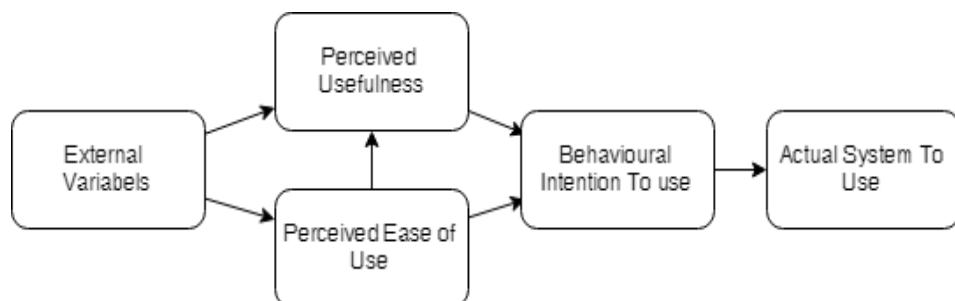 Perceived
Usefulness
External
Variabels
Perceived Ease of
Use
Behavioural
Intention To use
Actual System To
Use